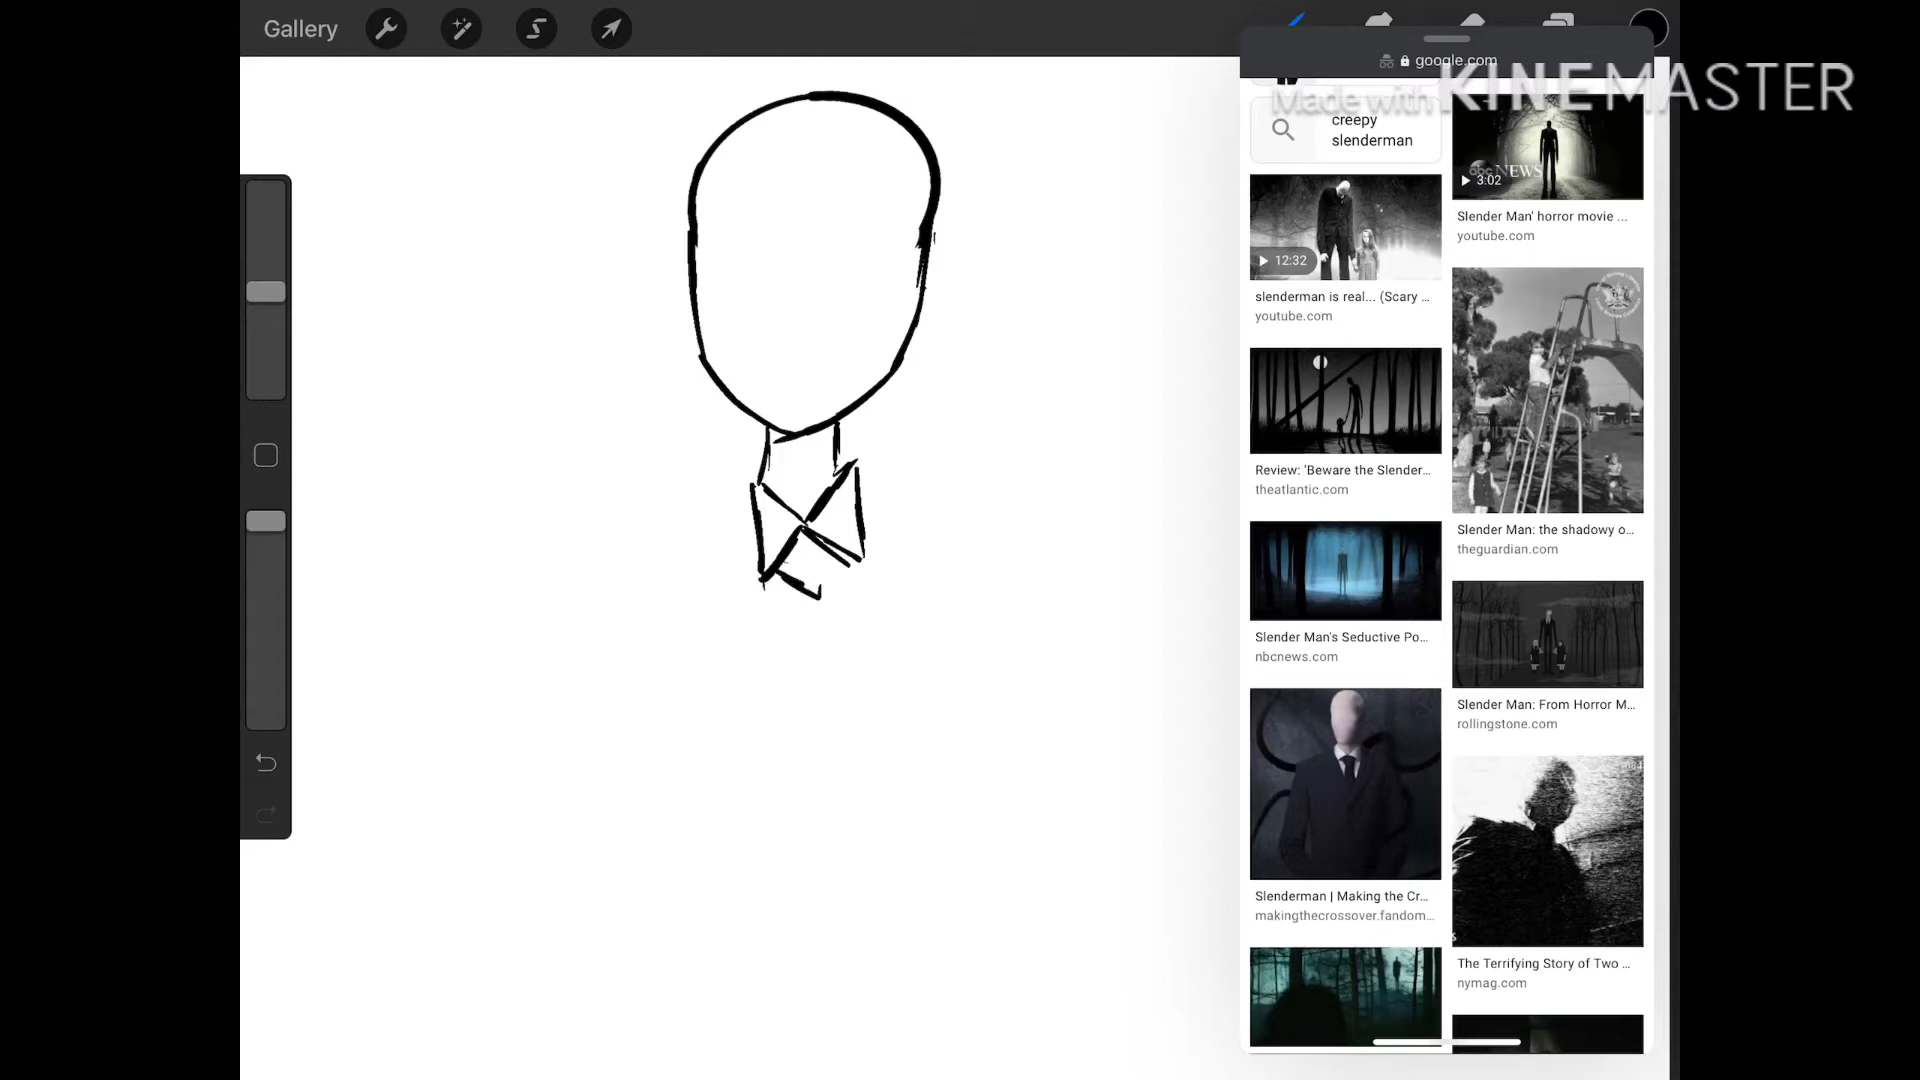 Gallery
google.com
Made with KINEMASTER
creepy
slenderman
abc NEWS
3:02
Slender Man' horror movie ...
youtube.com
12:32
slenderman is real... (Scary ...
youtube.com
Review: 'Beware the Slender...
theatlantic.com
Slender Man: the shadowy o...
theguardian.com
Slender Man's Seductive Po...
nbcnews.com
Slender Man: From Horror M...
rollingstone.com
Slenderman | Making the Cr...
makingthecrossover.fandom...
The Terrifying Story of Two ...
nymag.com